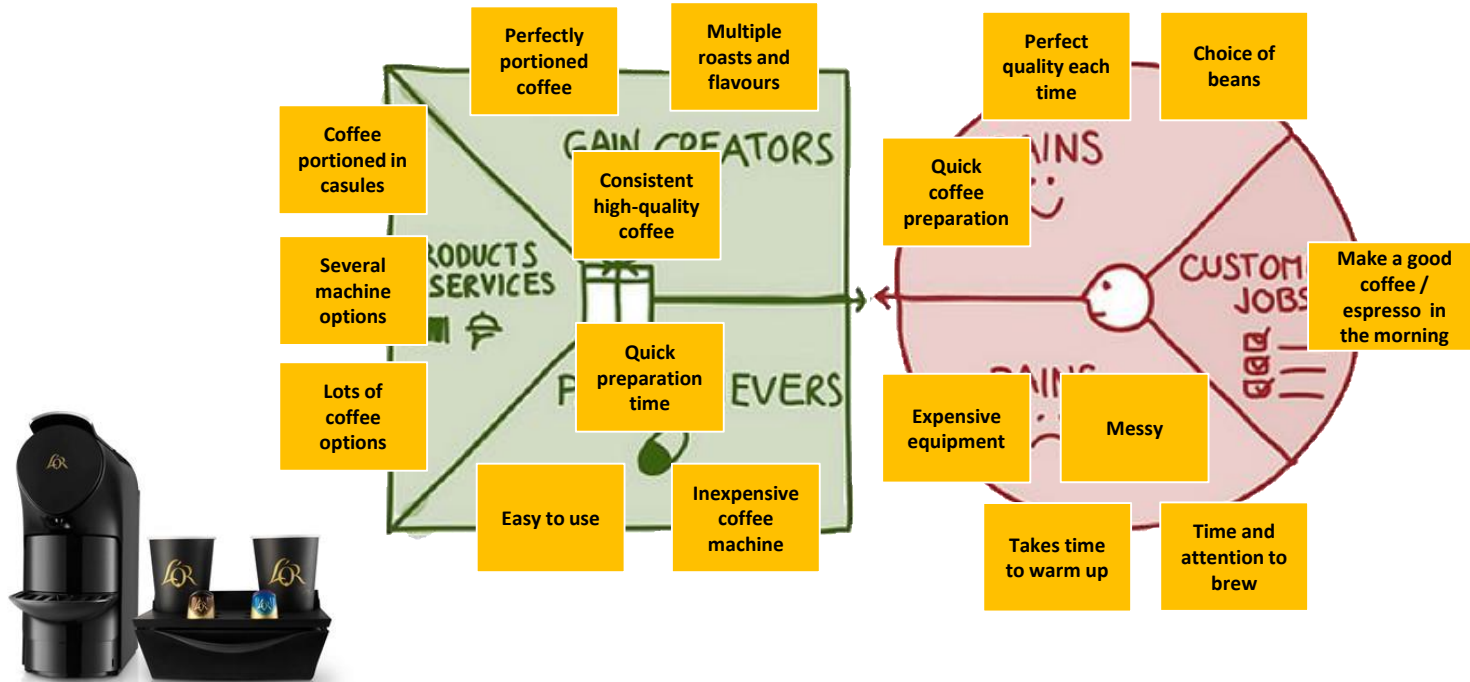 Perfectly
portioned
coffee
Multiple
roasts and
flavours
Coffee
portioned in
casules
GAIN CREATORS
Consistent
high-quality
coffee
RODUCTS
SERVICES
Several
machine
options
Lots of
coffee
options
Quick
preparation
time
P EVERS
Easy to use
Inexpensive
coffee
machine
Perfect
quality each
time
Choice of
beans
AINS
Quick
coffee
preparation
CUSTOM
JOBS
Make a good
coffee /
espresso in
the morning
PAINS
Expensive
equipment
Messy
Takes time
to warm up
Time and
attention to
brew
L'OR
L'OR
L'OR